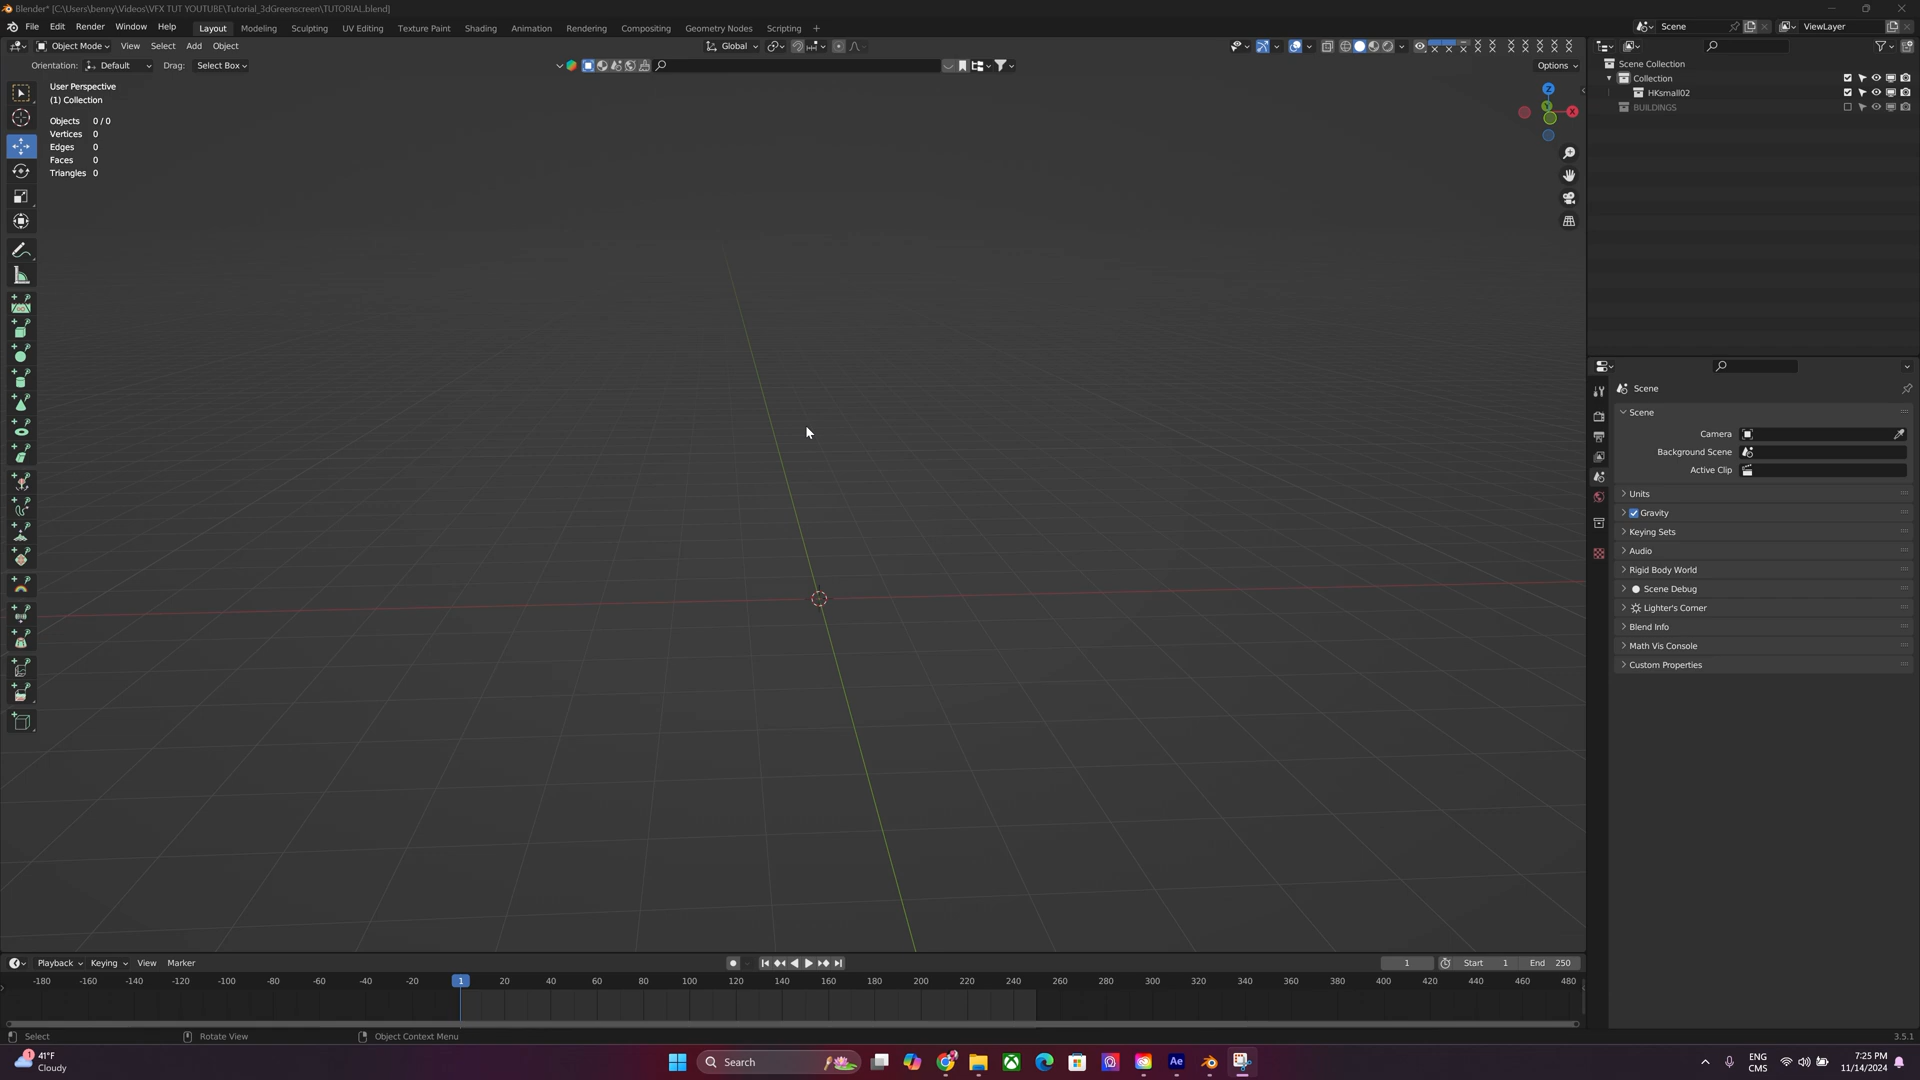 Blender* [C:\Users\benny\Videos\VFX TUT YOUTUBE\Tutorial_3dGreenscreen\TUTORIAL.blend]
File Edit Render Window Help Layout Modeling Sculpting UV Editing Texture Paint Shading Animation Rendering Compositing Geometry Nodes Scripting + Scene ViewLayer
Object Mode View Select Add Object Global
Orientation: Default Drag: Select Box Options
User Perspective
(1) Collection
Objects 0 / 0
Vertices 0
Edges 0
Faces 0
Triangles 0
Z
Y
X
Scene Collection
Collection
HKsmall02
BUILDINGS
Scene
Scene
Camera
Background Scene
Active Clip
Units
Gravity
Keying Sets
Audio
Rigid Body World
Scene Debug
Lighter's Corner
Blend Info
Math Vis Console
Custom Properties
Playback Keying View Marker 1 Start 1 End 250
-180 -160 -140 -120 -100 -80 -60 -40 -20 1 20 40 60 80 100 120 140 160 180 200 220 240 260 280 300 320 340 360 380 400 420 440 460 480
Select Rotate View Object Context Menu 3.5.1
1
41°F
Cloudy
Search
Ae
ENG
CMS
7:25 PM
11/14/2024